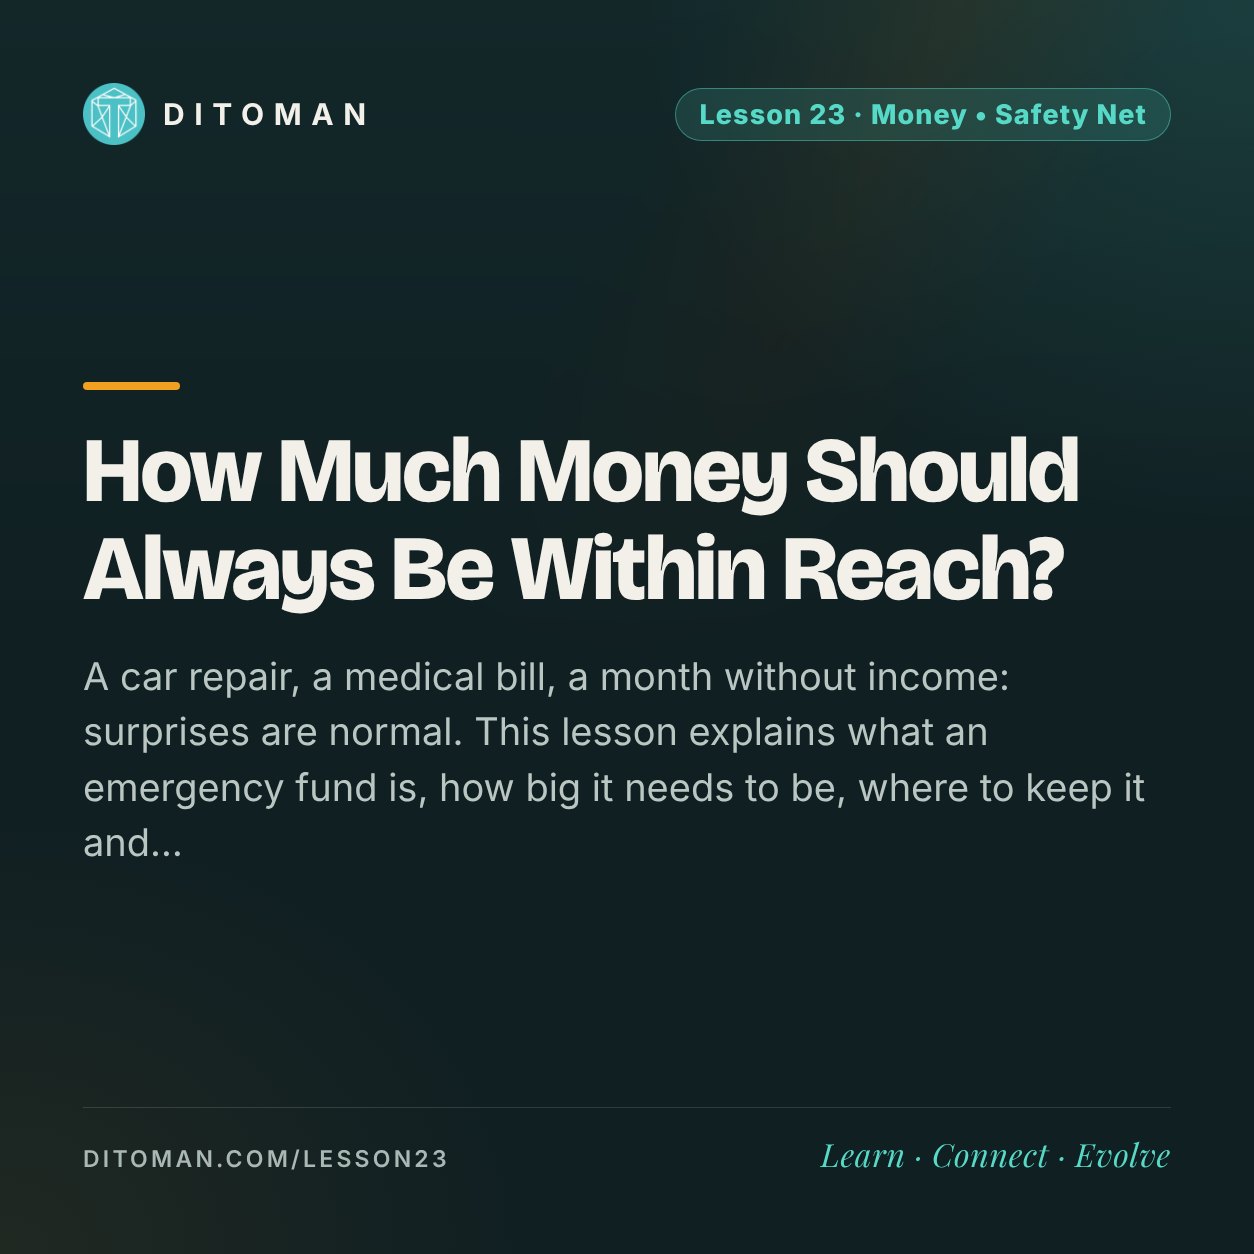 DITOMAN
Lesson 23 · Money • Safety Net
How Much Money Should
Always Be Within Reach?
A car repair, a medical bill, a month without income:
surprises are normal. This lesson explains what an
emergency fund is, how big it needs to be, where to keep it
and...
DITOMAN.COM/LESSON23
Learn · Connect · Evolve